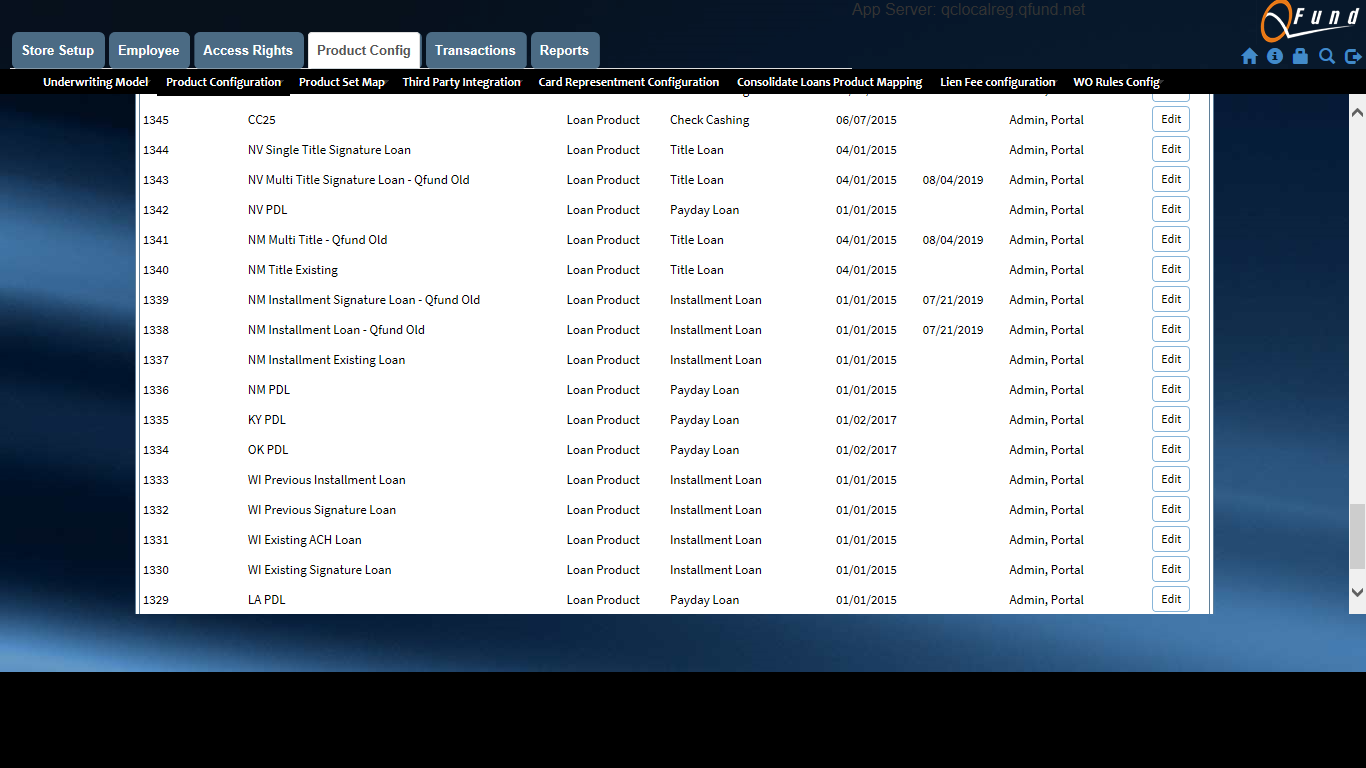 App Server: qclocalreg.qfund.net
QFund
Store Setup Employee Access Rights Product Config Transactions Reports
Underwriting Model Product Configuration Product Set Map Third Party Integration Card Representment Configuration Consolidate Loans Product Mapping Lien Fee configuration WO Rules Config
1345 CC25 Loan Product Check Cashing 06/07/2015 Admin, Portal Edit
1344 NV Single Title Signature Loan Loan Product Title Loan 04/01/2015 Admin, Portal Edit
1343 NV Multi Title Signature Loan - Qfund Old Loan Product Title Loan 04/01/2015 08/04/2019 Admin, Portal Edit
1342 NV PDL Loan Product Payday Loan 01/01/2015 Admin, Portal Edit
1341 NM Multi Title - Qfund Old Loan Product Title Loan 04/01/2015 08/04/2019 Admin, Portal Edit
1340 NM Title Existing Loan Product Title Loan 04/01/2015 Admin, Portal Edit
1339 NM Installment Signature Loan - Qfund Old Loan Product Installment Loan 01/01/2015 07/21/2019 Admin, Portal Edit
1338 NM Installment Loan - Qfund Old Loan Product Installment Loan 01/01/2015 07/21/2019 Admin, Portal Edit
1337 NM Installment Existing Loan Loan Product Installment Loan 01/01/2015 Admin, Portal Edit
1336 NM PDL Loan Product Payday Loan 01/01/2015 Admin, Portal Edit
1335 KY PDL Loan Product Payday Loan 01/02/2017 Admin, Portal Edit
1334 OK PDL Loan Product Payday Loan 01/02/2017 Admin, Portal Edit
1333 WI Previous Installment Loan Loan Product Installment Loan 01/01/2015 Admin, Portal Edit
1332 WI Previous Signature Loan Loan Product Installment Loan 01/01/2015 Admin, Portal Edit
1331 WI Existing ACH Loan Loan Product Installment Loan 01/01/2015 Admin, Portal Edit
1330 WI Existing Signature Loan Loan Product Installment Loan 01/01/2015 Admin, Portal Edit
1329 LA PDL Loan Product Payday Loan 01/01/2015 Admin, Portal Edit